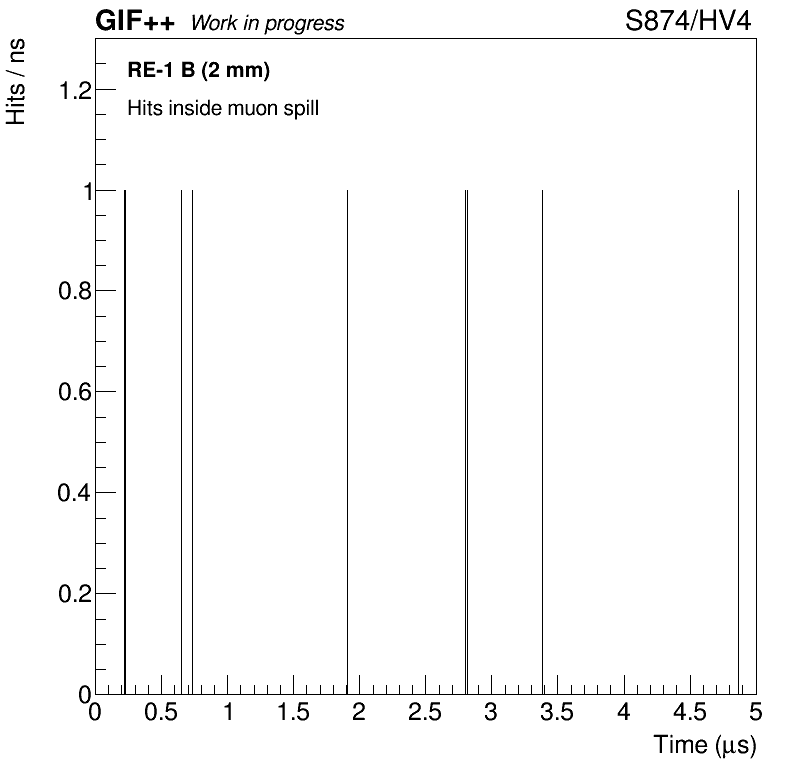 GIF++ Work in progress S874/HV4
Hits / ns
RE-1 B (2 mm)
Hits inside muon spill
1.2
1
0.8
0.6
0.4
0.2
0
0 0.5 1 1.5 2 2.5 3 3.5 4 4.5 5
Time (μs)